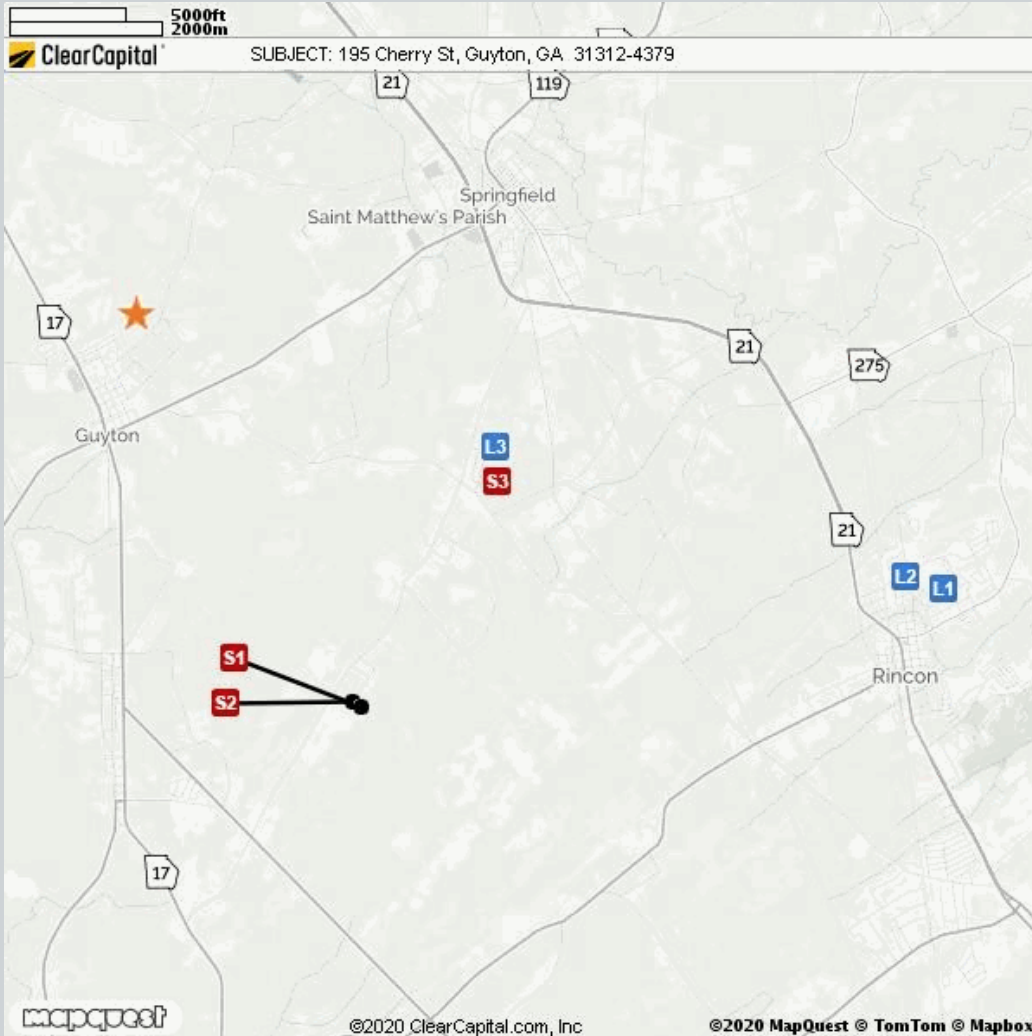 5000ft
2000m
ClearCapital SUBJECT: 195 Cherry St, Guyton, GA 31312-4379
21
119
Springfield
Saint Matthew's Parish
17
21
275
Guyton
L3
S3
21
L2
L1
S1
Rincon
S2
17
mapquest
©2020 ClearCapital.com, Inc
©2020 MapQuest © TomTom © Mapbox